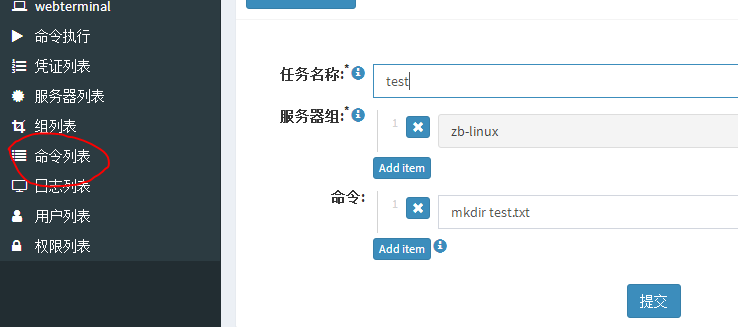 webterminal
命令执行
凭证列表
服务器列表
组列表
命令列表
日志列表
用户列表
权限列表
任务名称:*
test
服务器组:*
1
zb-linux
Add item
命令:
1
mkdir test.txt
Add item
提交